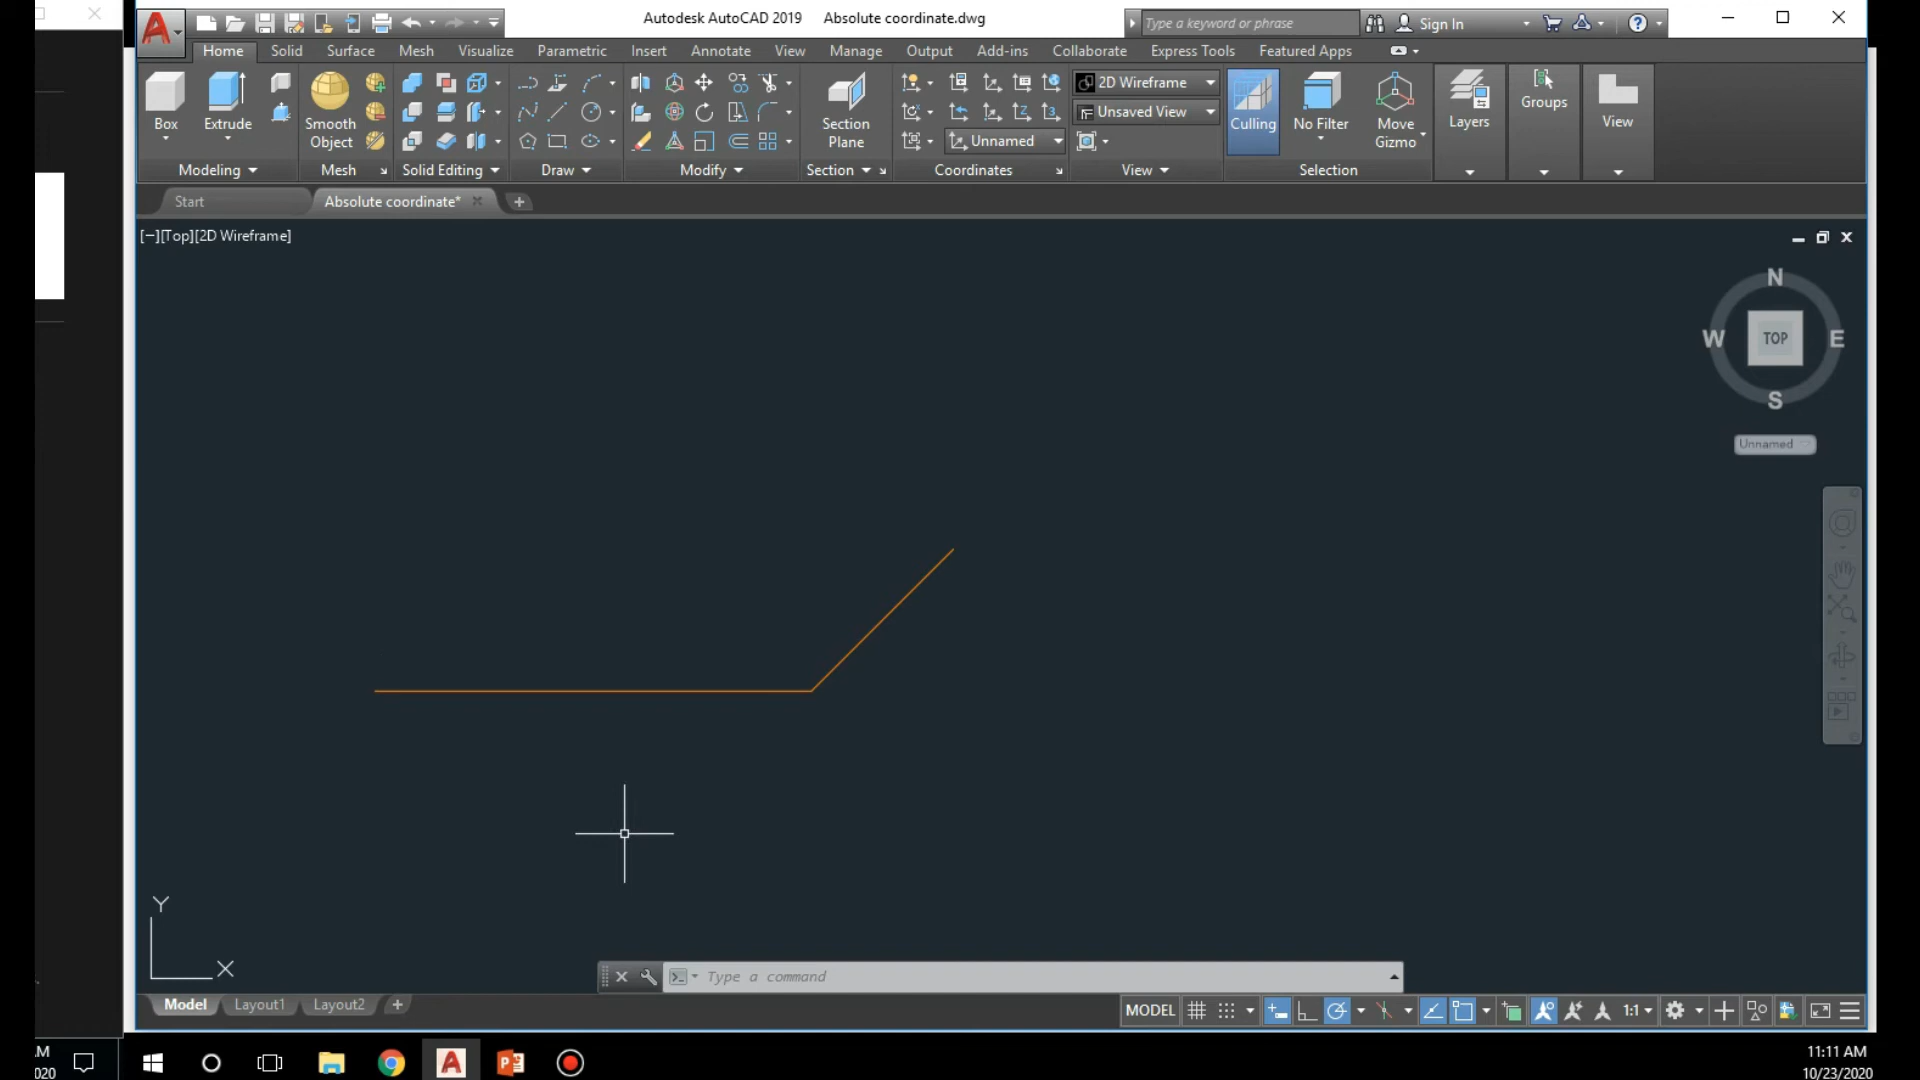 Autodesk AutoCAD 2019 Absolute coordinate.dwg
Type a keyword or phrase
Sign In
Home Solid Surface Mesh Visualize Parametric Insert Annotate View Manage Output Add-ins Collaborate Express Tools Featured Apps
2D Wireframe
Unsaved View
Unnamed
Box
Extrude
Smooth
Object
Section
Plane
Culling
No Filter
Move
Gizmo
Layers
Groups
View
Modeling Mesh Solid Editing Draw Modify Section Coordinates View Selection
Start Absolute coordinate*
[−][Top][2D Wireframe]
N
W TOP E
S
Unnamed
Y
X
Type a command
Model Layout1 Layout2
MODEL 1:1
11:11 AM
10/23/2020